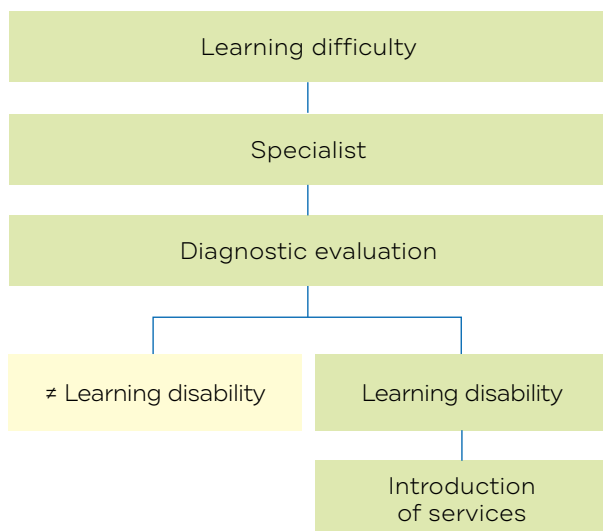 Learning difficulty
Specialist
Diagnostic evaluation
≠ Learning disability
Learning disability
Introduction
of services